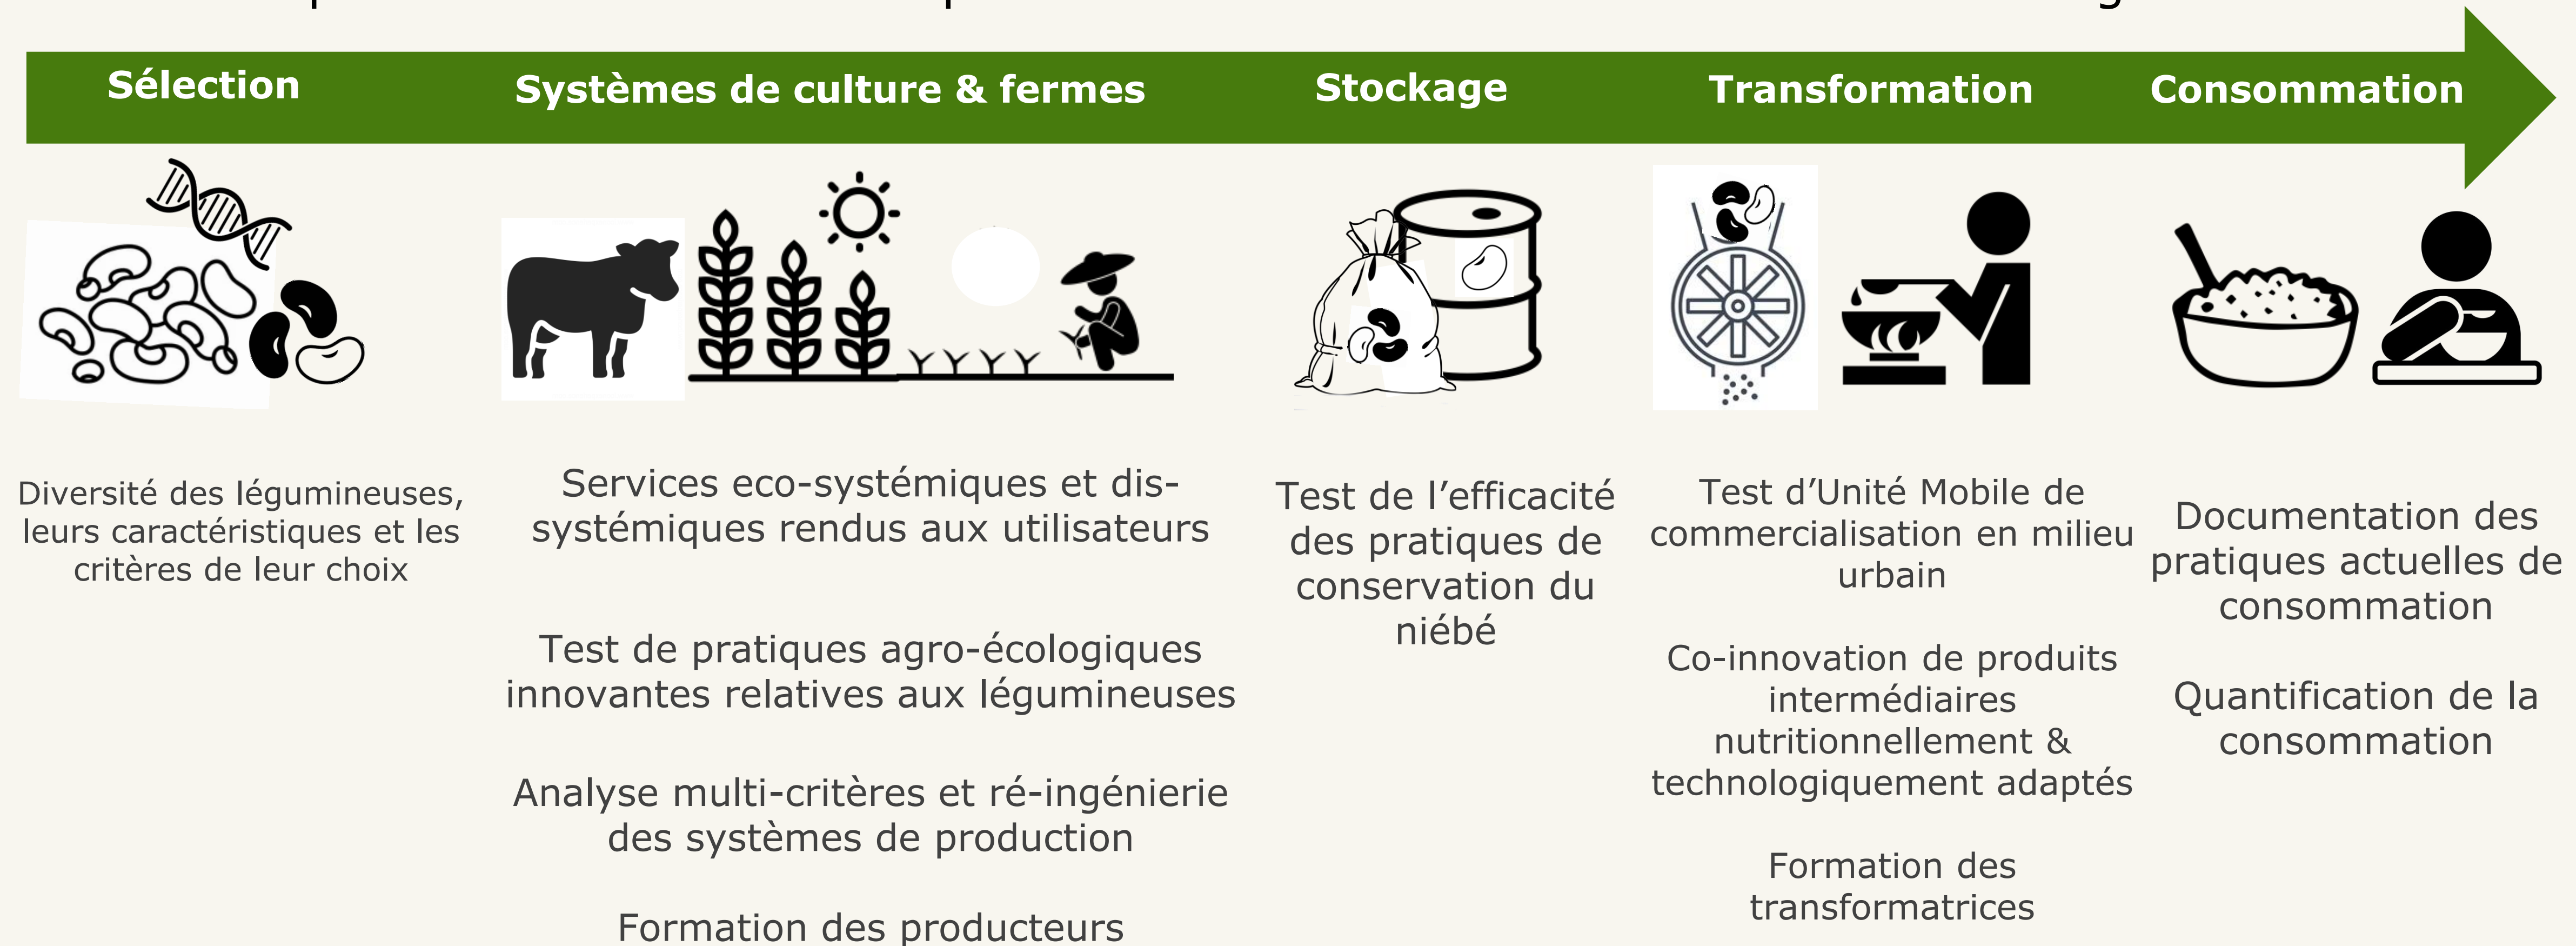 Sélection
Systèmes de culture & fermes
Stockage
Transformation
Consommation
Diversité des légumineuses,
leurs caractéristiques et les
critères de leur choix
Services eco-systémiques et dis-
systémiques rendus aux utilisateurs
Test de pratiques agro-écologiques
innovantes relatives aux légumineuses
Analyse multi-critères et ré-ingénierie
des systèmes de production
Formation des producteurs
Test de l’efficacité
des pratiques de
conservation du
niébé
Test d’Unité Mobile de
commercialisation en milieu
urbain
Co-innovation de produits
intermédiaires
nutritionnellement &
technologiquement adaptés
Formation des
transformatrices
Documentation des
pratiques actuelles de
consommation
Quantification de la
consommation